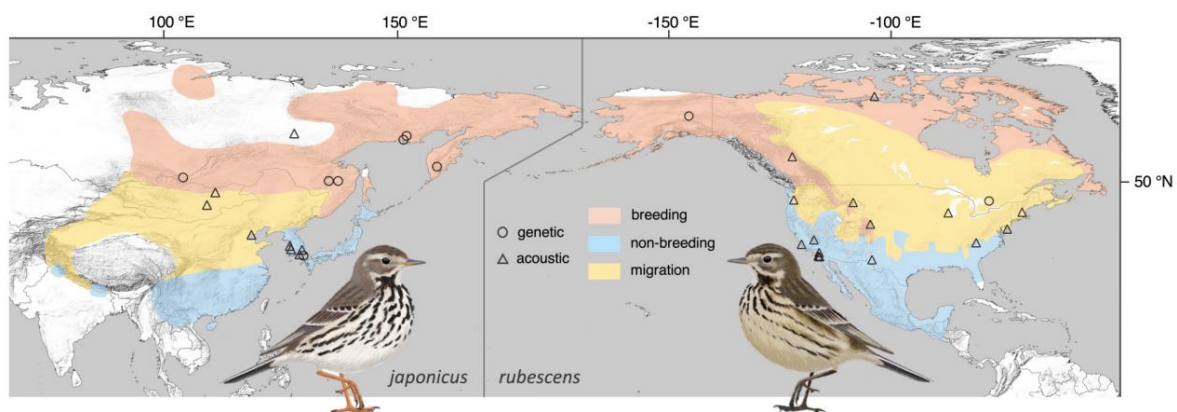 100 °E
150 °E
-150 °E
-100 °E
50 °N
genetic
acoustic
breeding
non-breeding
migration
japonicus
rubescens